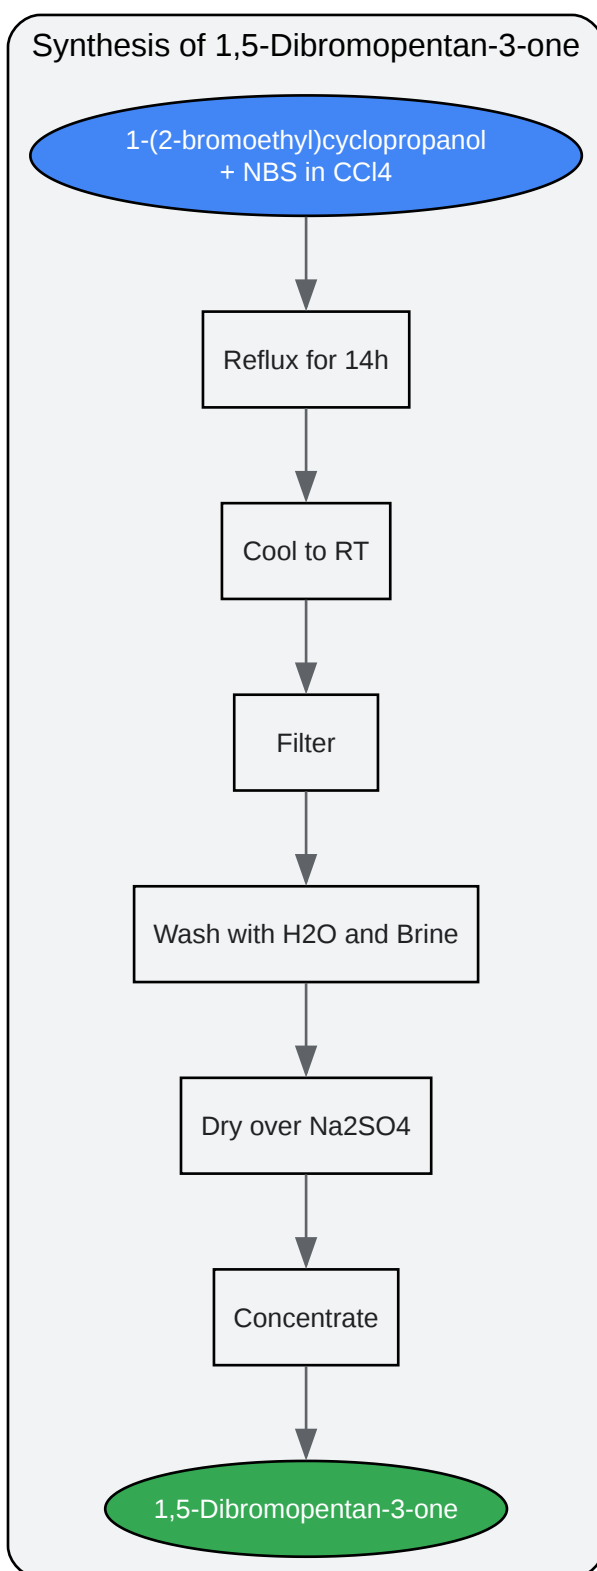 Synthesis of 1,5-Dibromopentan-3-one
1-(2-bromoethyl)cyclopropanol
+ NBS in CCl4
Reflux for 14h
Cool to RT
Filter
Wash with H2O and Brine
Dry over Na2SO4
Concentrate
1,5-Dibromopentan-3-one